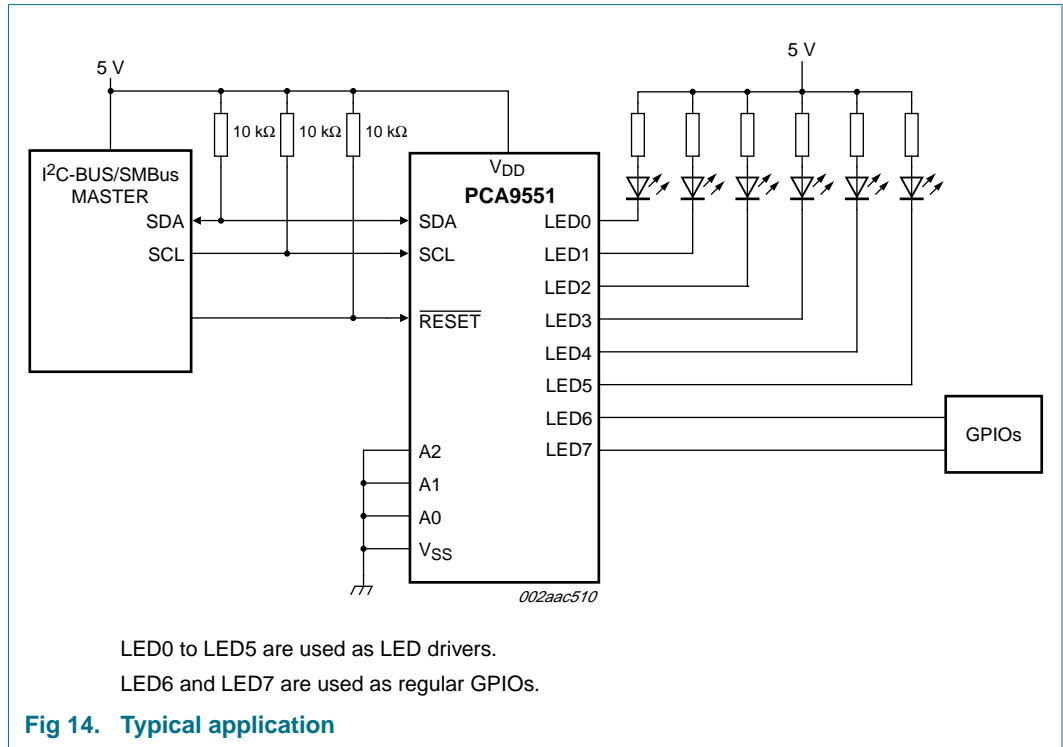 5 V
5 V
10 kΩ 10 kΩ 10 kΩ
I2C-BUS/SMBus
MASTER
SDA
SCL
VDD
PCA9551
SDA
SCL
RESET
A2
A1
A0
VSS
LED0
LED1
LED2
LED3
LED4
LED5
LED6
LED7
GPIOs
002aac510
LED0 to LED5 are used as LED drivers.
LED6 and LED7 are used as regular GPIOs.
Fig 14. Typical application